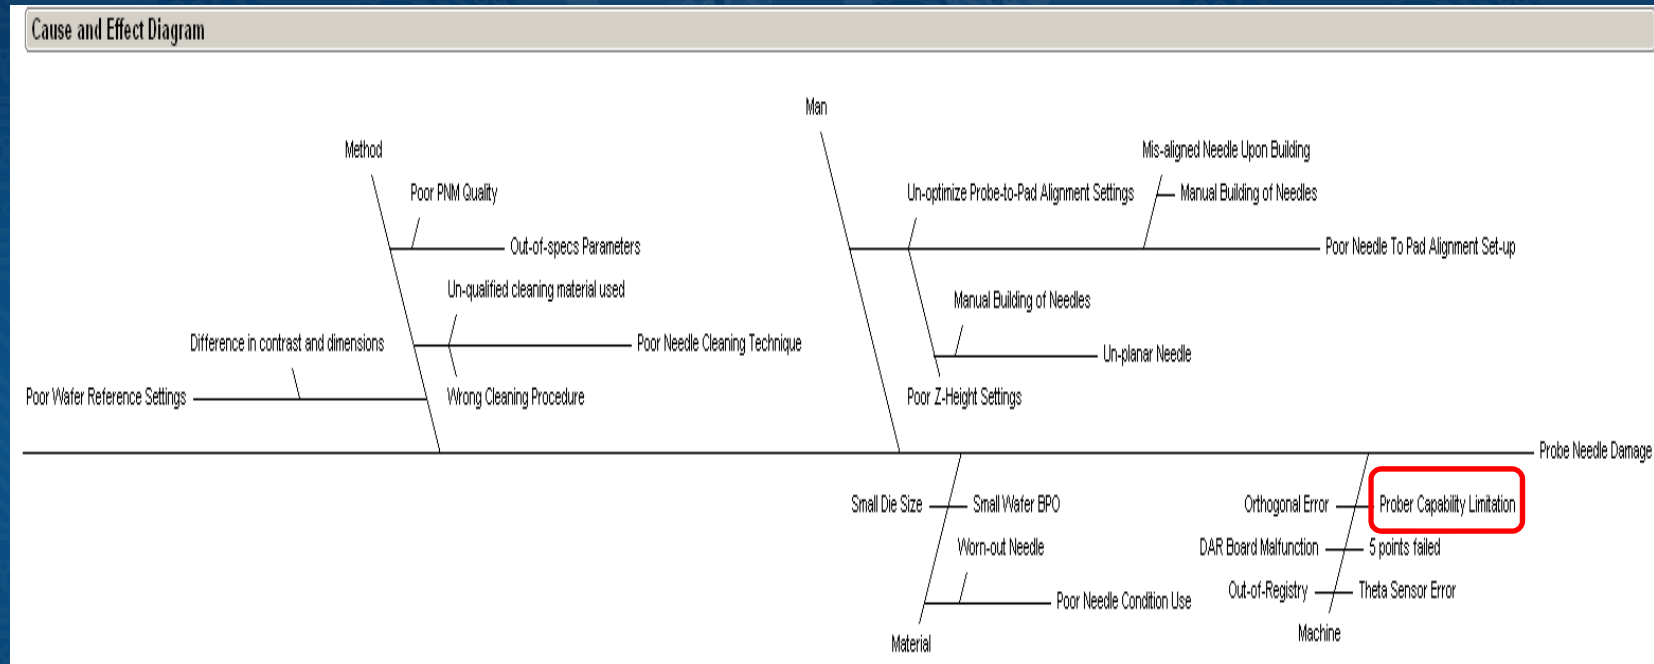 Cause and Effect Diagram
Man
Method
Mis-aligned Needle Upon Building
Poor PNM Quality
Un-optimize Probe-to-Pad Alignment Settings
Manual Building of Needles
Out-of-specs Parameters
Poor Needle To Pad Alignment Set-up
Un-qualified cleaning material used
Manual Building of Needles
Difference in contrast and dimensions
Poor Needle Cleaning Technique
Un-planar Needle
Poor Wafer Reference Settings
Wrong Cleaning Procedure
Poor Z-Height Settings
Probe Needle Damage
Small Die Size
Small Wafer BPO
Orthogonal Error
Prober Capability Limitation
Worn-out Needle
DAR Board Malfunction
5 points failed
Out-of-Registry
Theta Sensor Error
Poor Needle Condition Use
Machine
Material